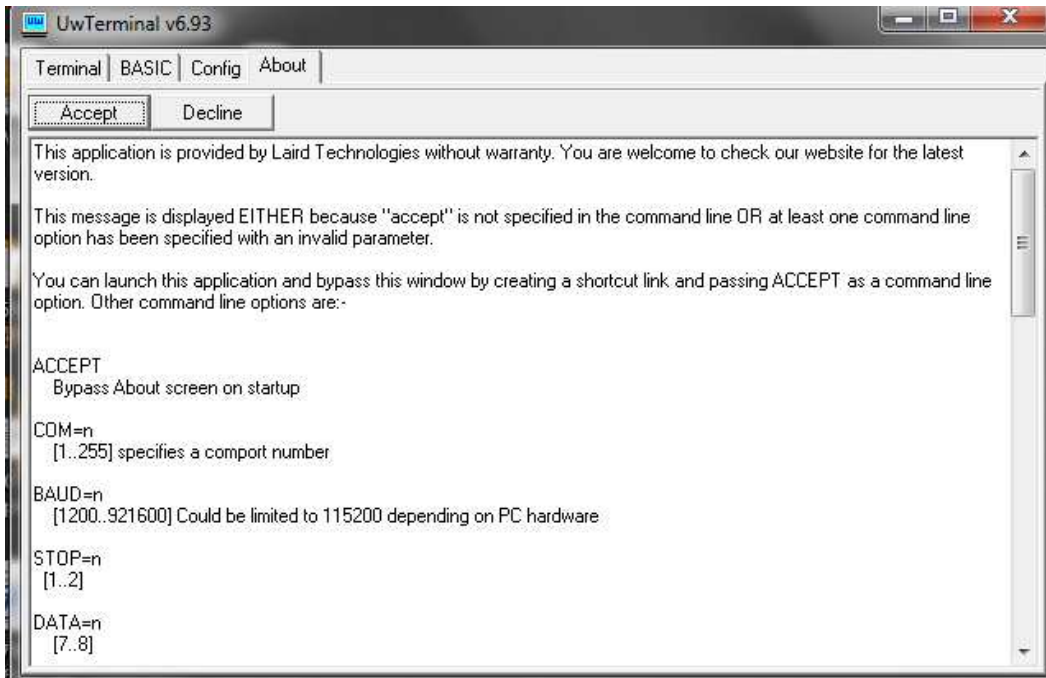 UwTerminal v6.93
Terminal BASIC Config About
Accept Decline
This application is provided by Laird Technologies without warranty. You are welcome to check our website for the latest
version.
This message is displayed EITHER because "accept" is not specified in the command line OR at least one command line
option has been specified with an invalid parameter.
You can launch this application and bypass this window by creating a shortcut link and passing ACCEPT as a command line
option. Other command line options are:-
ACCEPT
Bypass About screen on startup
COM=n
[1..255] specifies a comport number
BAUD=n
[1200..921600] Could be limited to 115200 depending on PC hardware
STOP=n
[1..2]
DATA=n
[7..8]